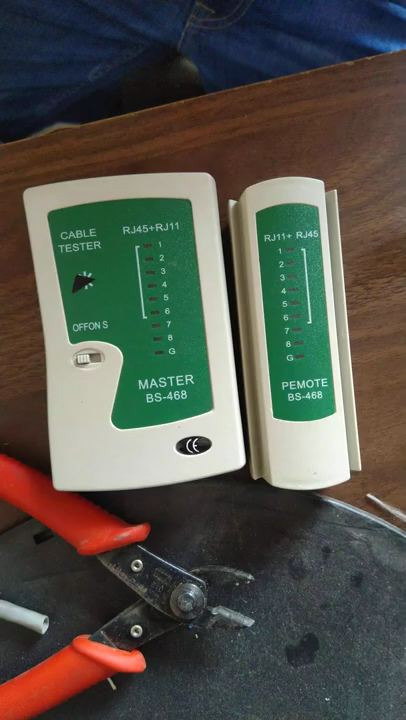 CABLE
TESTER
RJ45+RJ11
1
2
3
4
5
6
7
8
G
OFFON S
MASTER
BS-468
CE
RJ11+ RJ45
1
2
3
4
5
6
7
8
G
PEMOTE
BS-468